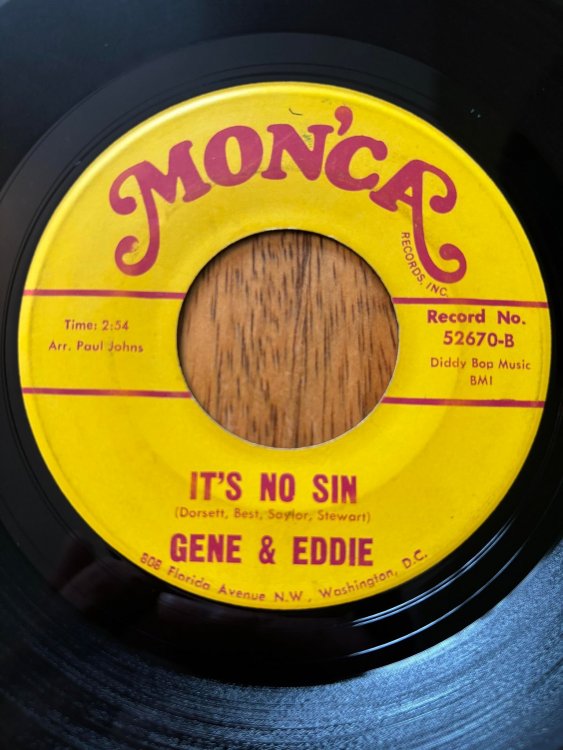 MON'CA
RECORDS, INC.
Time: 2:54
Arr. Paul Johns
Record No.
52670-B
Diddy Bop Music
BMI
IT'S NO SIN
(Dorsett, Best, Saylor, Stewart)
GENE & EDDIE
808 Florida Avenue N.W., Washington, D.C.